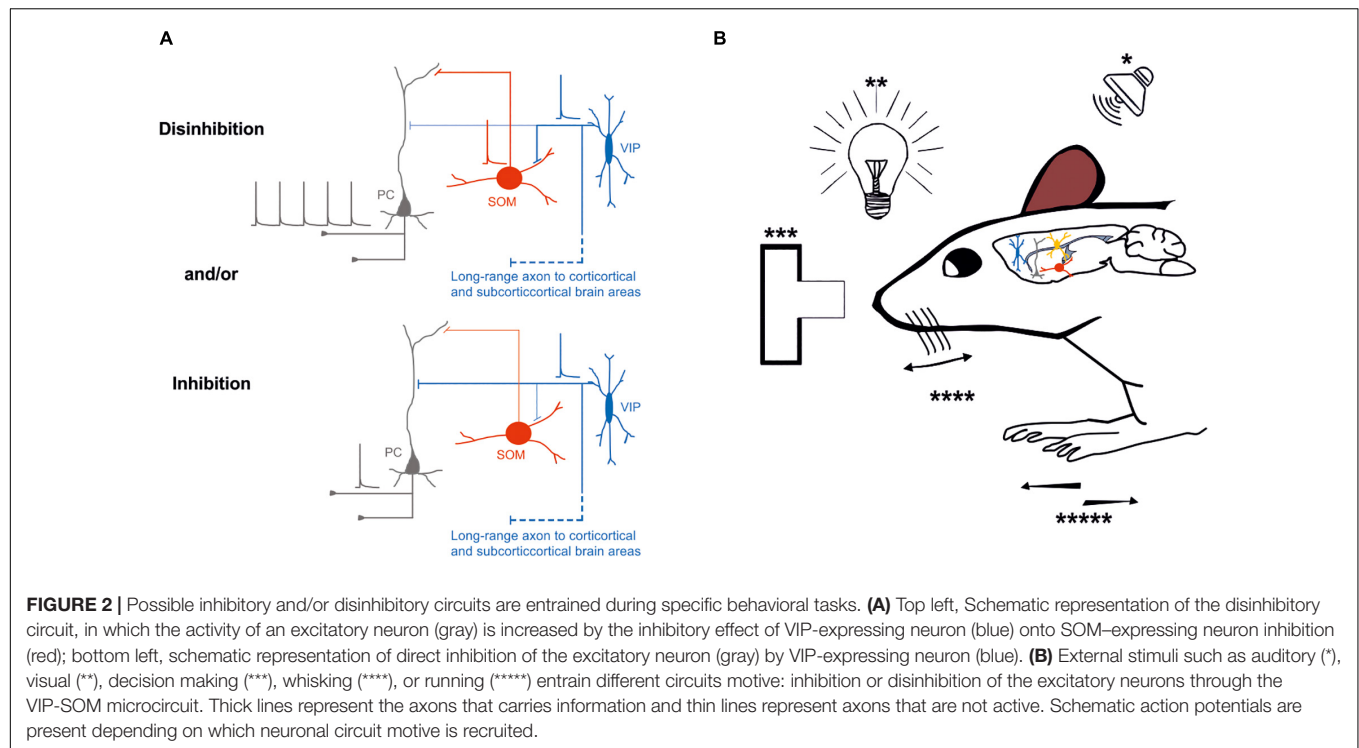 A
Disinhibition
PC
SOM
VIP
Long-range axon to corticortical
and subcorticcortical brain areas
and/or
Inhibition
PC
SOM
VIP
Long-range axon to corticortical
and subcorticcortical brain areas
B
*
**
***
****
*****
FIGURE 2 | Possible inhibitory and/or disinhibitory circuits are entrained during specific behavioral tasks. (A) Top left, Schematic representation of the disinhibitory
circuit, in which the activity of an excitatory neuron (gray) is increased by the inhibitory effect of VIP-expressing neuron (blue) onto SOM–expressing neuron inhibition
(red); bottom left, schematic representation of direct inhibition of the excitatory neuron (gray) by VIP-expressing neuron (blue). (B) External stimuli such as auditory (*),
visual (**), decision making (***), whisking (****), or running (*****) entrain different circuits motive: inhibition or disinhibition of the excitatory neurons through the
VIP-SOM microcircuit. Thick lines represent the axons that carries information and thin lines represent axons that are not active. Schematic action potentials are
present depending on which neuronal circuit motive is recruited.